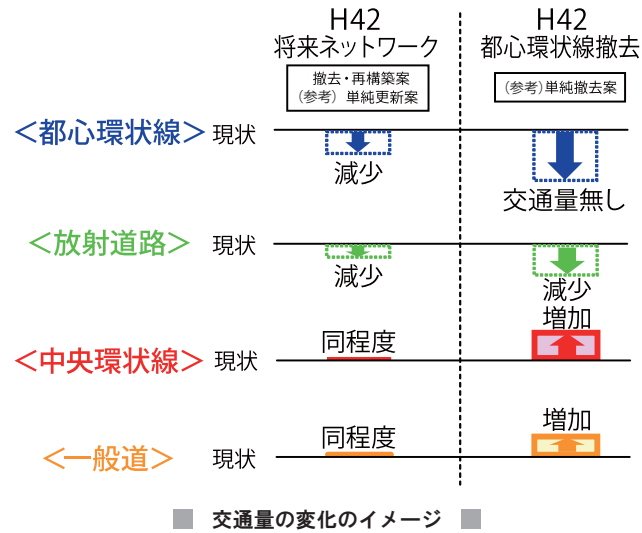 H42
将来ネットワーク
撤去・再構築案
（参考） 単純更新案
H42
都心環状線撤去
（参考）単純撤去案
＜都心環状線＞ 現状
減少
交通量無し
＜放射道路＞ 現状
減少
減少
＜中央環状線＞ 現状
同程度
増加
＜一般道＞ 現状
同程度
増加
■ 交通量の変化のイメージ ■